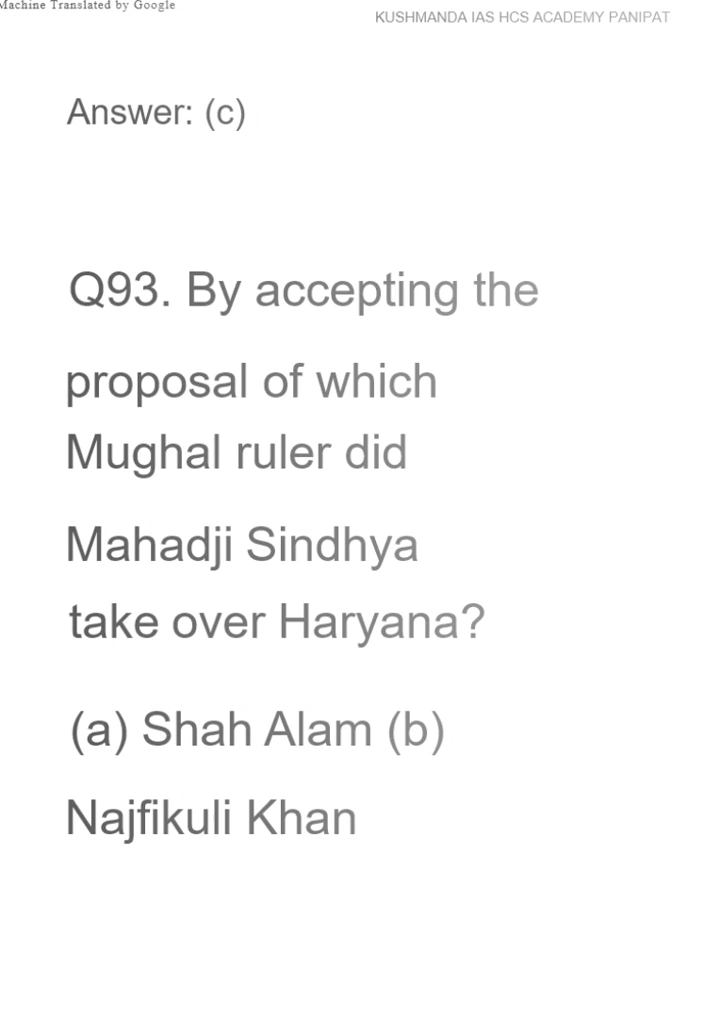 Machine Translated by Google
KUSHMANDA IAS HCS ACADEMY PANIPAT
Answer: (c)
Q93. By accepting the
proposal of which
Mughal ruler did
Mahadji Sindhya
take over Haryana?
(a) Shah Alam (b)
Najfikuli Khan